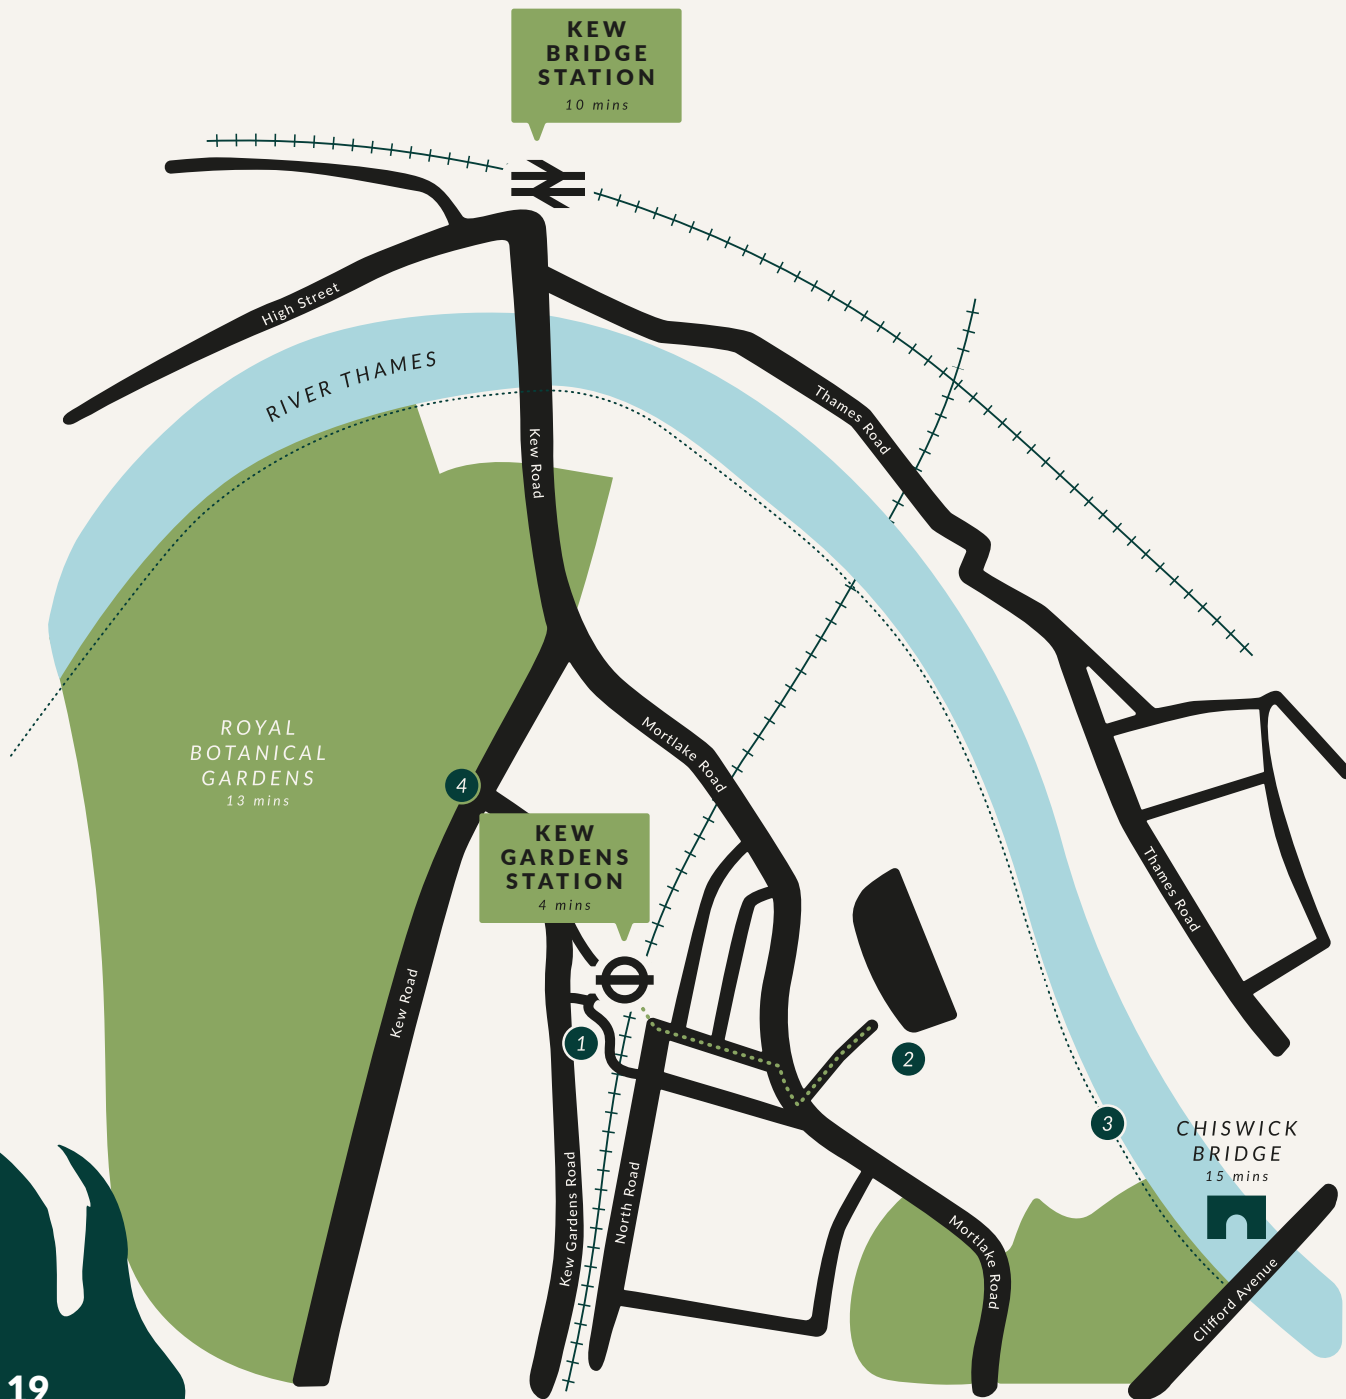 KEW
BRIDGE
STATION
10 mins
High Street
RIVER THAMES
Thames Road
Kew Road
ROYAL
BOTANICAL
GARDENS
13 mins
Mortlake Road
4
KEW
GARDENS
STATION
4 mins
Thames Road
Kew Road
1
2
3
CHISWICK
BRIDGE
15 mins
Kew Gardens Road
North Road
Mortlake Road
Clifford Avenue
19